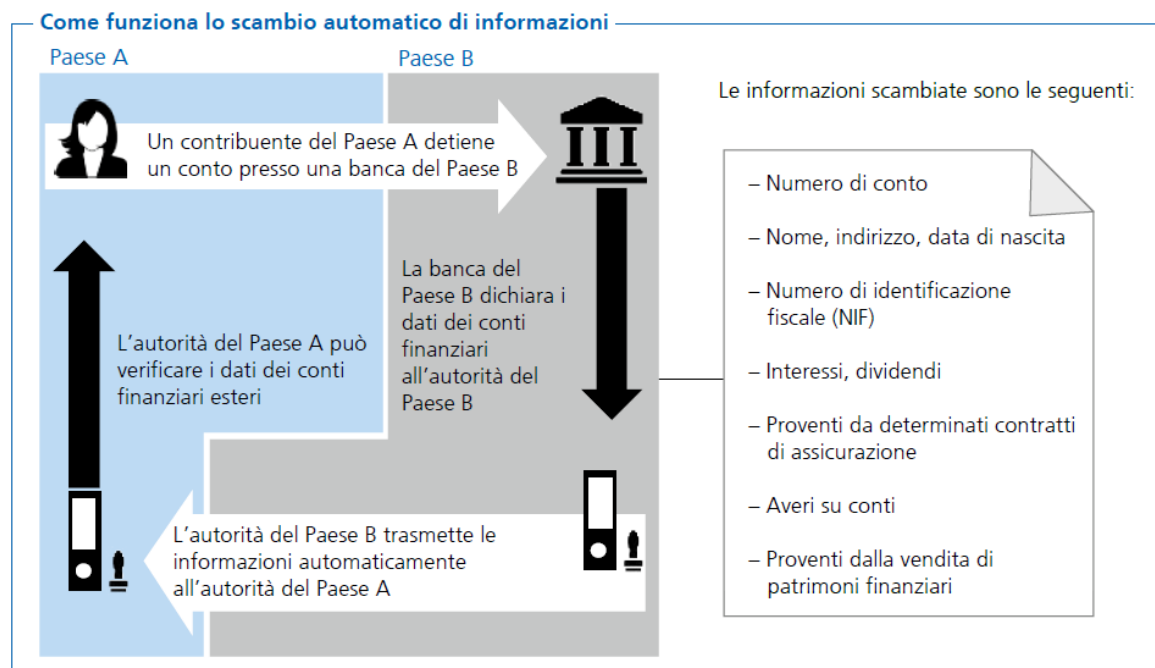 Come funziona lo scambio automatico di informazioni
Paese A
Paese B
Un contribuente del Paese A detiene
un conto presso una banca del Paese B
La banca del
Paese B dichiara i
dati dei conti
finanziari
all'autorità del
Paese B
L'autorità del Paese A può
verificare i dati dei conti
finanziari esteri
L'autorità del Paese B trasmette le
informazioni automaticamente
all'autorità del Paese A
Le informazioni scambiate sono le seguenti:
– Numero di conto
– Nome, indirizzo, data di nascita
– Numero di identificazione
fiscale (NIF)
– Interessi, dividendi
– Proventi da determinati contratti
di assicurazione
– Averi su conti
– Proventi dalla vendita di
patrimoni finanziari